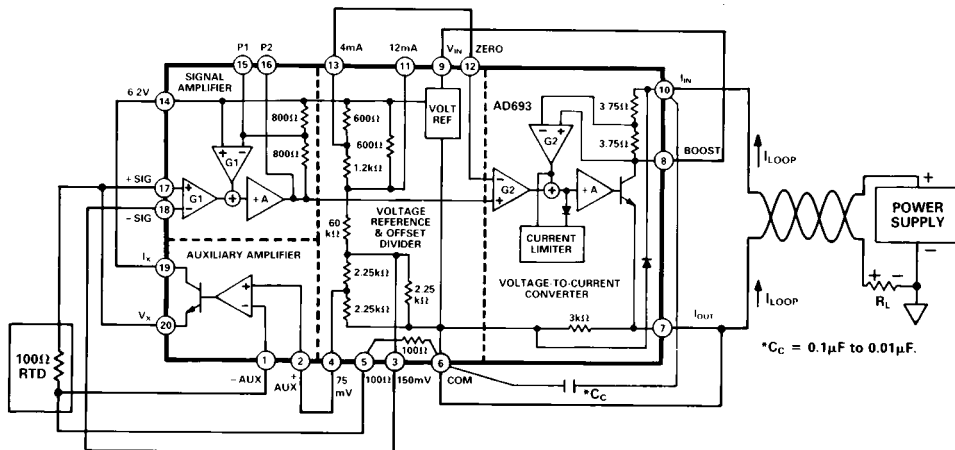 4mA 12mA VIN ZERO
P1 P2
13 11 9 12
15 16
SIGNAL AMPLIFIER
6.2V
14
800Ω
800Ω
600Ω
600Ω
1.2kΩ
VOLT REF
AD693
+ −
G1
− +
G2
3.75Ω
3.75Ω
10
IIN
8
BOOST
+ SIG
17
− SIG
18
+
−
G1
+
+ A
60 kΩ
VOLTAGE REFERENCE & OFFSET DIVIDER
−
+
G2
+
+ A
CURRENT LIMITER
VOLTAGE-TO-CURRENT CONVERTER
AUXILIARY AMPLIFIER
IX
19
VX
20
+
−
2.25kΩ
2.25kΩ
2.25 kΩ
3kΩ
7
IOUT
100Ω RTD
100Ω
1 2 4 5 3 6
− AUX
+ AUX
75 mV
100Ω
150mV
COM
*CC
ILOOP
ILOOP
+
POWER SUPPLY
−
+ −
RL
*CC = 0.1µF to 0.01µF.